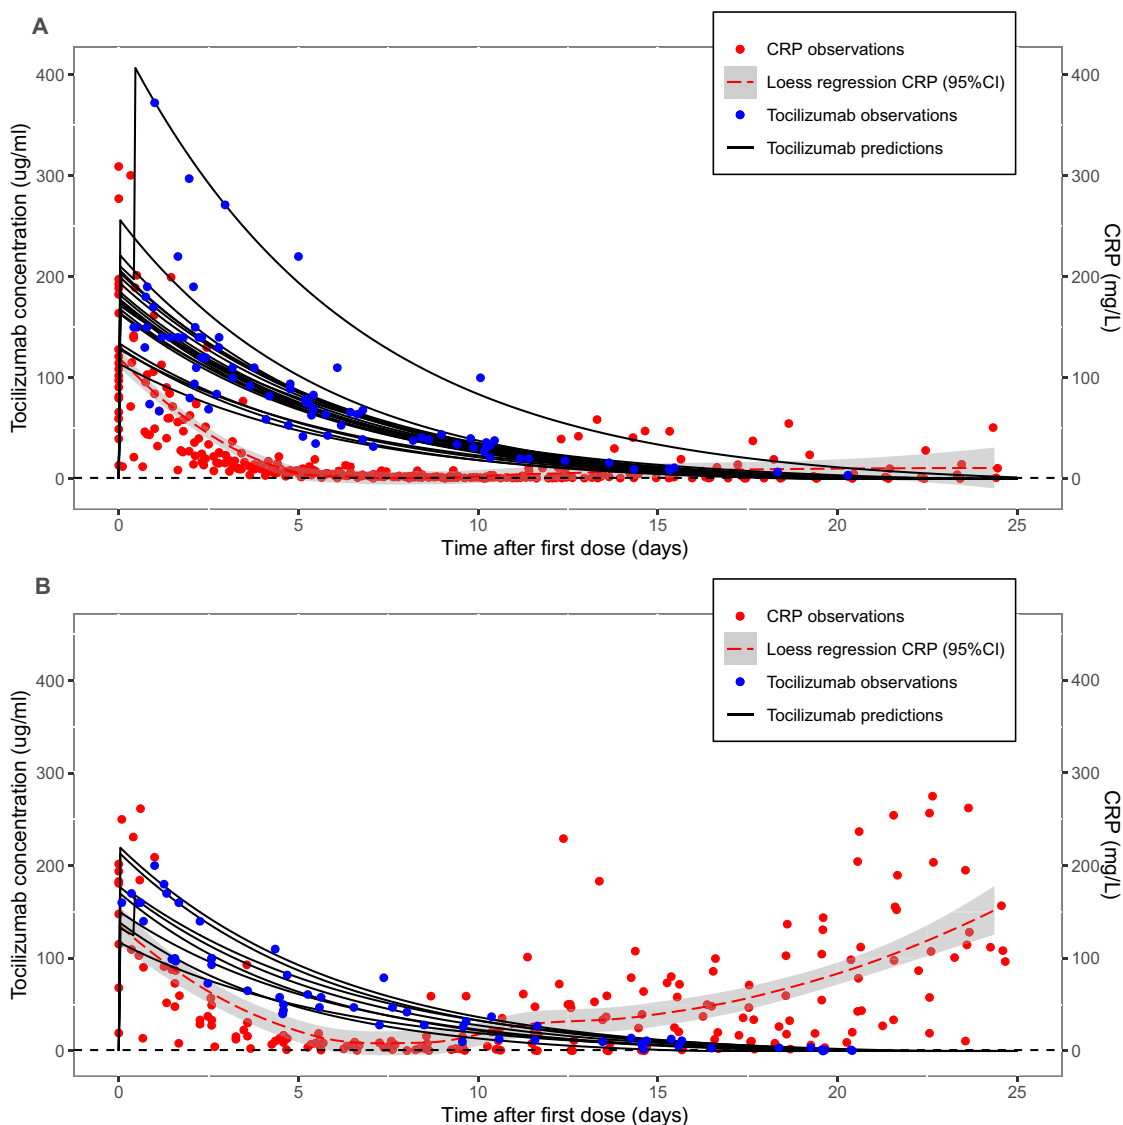 A
CRP observations
Loess regression CRP (95%CI)
Tocilizumab observations
Tocilizumab predictions
Tocilizumab concentration (ug/ml)
400
300
200
100
0
400
300
200
100
0
CRP (mg/L)
0 5 10 15 20 25
Time after first dose (days)
B
CRP observations
Loess regression CRP (95%CI)
Tocilizumab observations
Tocilizumab predictions
Tocilizumab concentration (ug/ml)
400
300
200
100
0
400
300
200
100
0
CRP (mg/L)
0 5 10 15 20 25
Time after first dose (days)